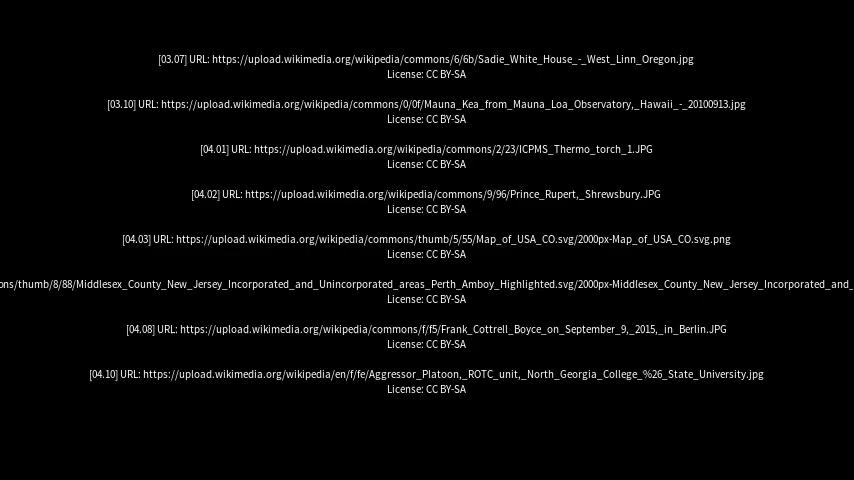 [03.07] URL: https://upload.wikimedia.org/wikipedia/commons/6/6b/Sadie_White_House_-_West_Linn_Oregon.jpg
License: CC BY-SA
[03.10] URL: https://upload.wikimedia.org/wikipedia/commons/0/0f/Mauna_Kea_from_Mauna_Loa_Observatory,_Hawaii_-_20100913.jpg
License: CC BY-SA
[04.01] URL: https://upload.wikimedia.org/wikipedia/commons/2/23/ICPMS_Thermo_torch_1.JPG
License: CC BY-SA
[04.02] URL: https://upload.wikimedia.org/wikipedia/commons/9/96/Prince_Rupert,_Shrewsbury.JPG
License: CC BY-SA
[04.03] URL: https://upload.wikimedia.org/wikipedia/commons/thumb/5/55/Map_of_USA_CO.svg/2000px-Map_of_USA_CO.svg.png
License: CC BY-SA
ons/thumb/8/88/Middlesex_County_New_Jersey_Incorporated_and_Unincorporated_areas_Perth_Amboy_Highlighted.svg/2000px-Middlesex_County_New_Jersey_Incorporated_and_
License: CC BY-SA
[04.08] URL: https://upload.wikimedia.org/wikipedia/commons/f/f5/Frank_Cottrell_Boyce_on_September_9,_2015,_in_Berlin.JPG
License: CC BY-SA
[04.10] URL: https://upload.wikimedia.org/wikipedia/en/f/fe/Aggressor_Platoon,_ROTC_unit,_North_Georgia_College_%26_State_University.jpg
License: CC BY-SA